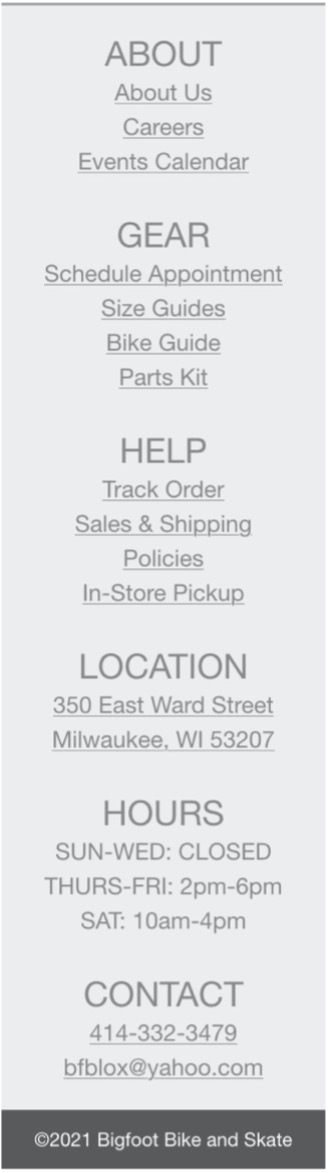 ABOUT
About Us
Careers
Events Calendar
GEAR
Schedule Appointment
Size Guides
Bike Guide
Parts Kit
HELP
Track Order
Sales & Shipping
Policies
In-Store Pickup
LOCATION
350 East Ward Street
Milwaukee, WI 53207
HOURS
SUN-WED: CLOSED
THURS-FRI: 2pm-6pm
SAT: 10am-4pm
CONTACT
414-332-3479
bfblox@yahoo.com
©2021 Bigfoot Bike and Skate